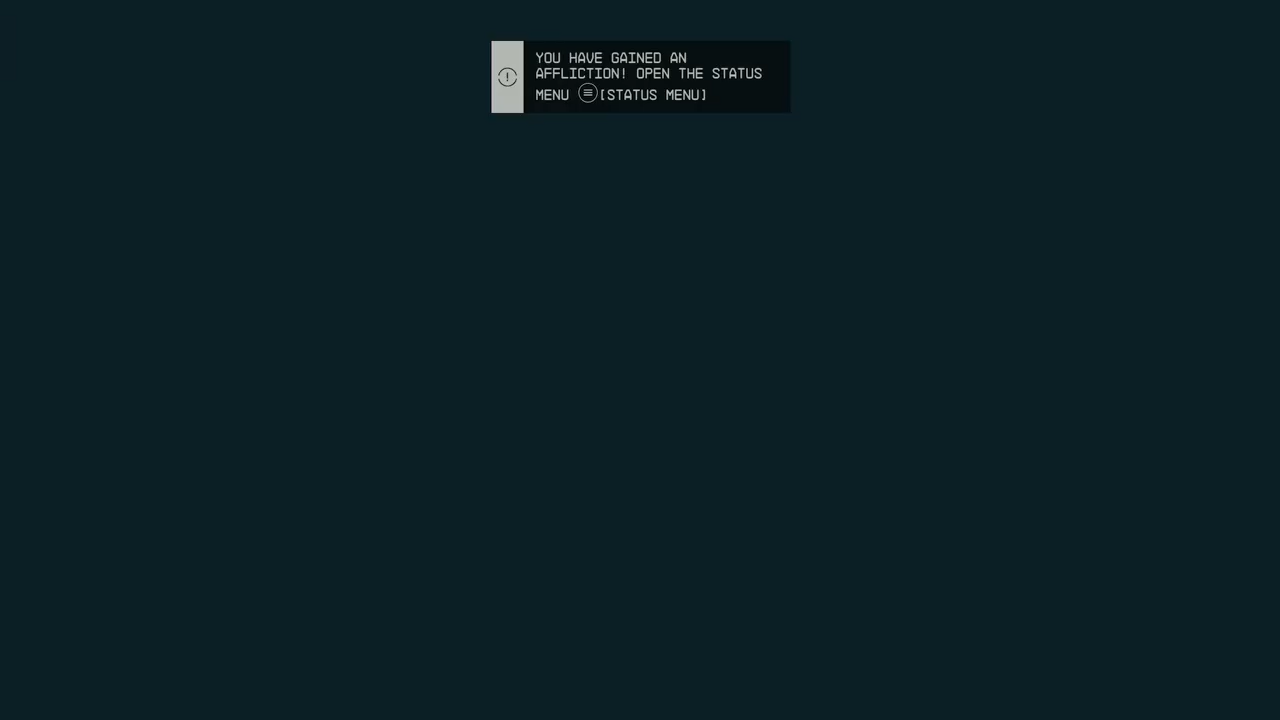 YOU HAVE GAINED AN
AFFLICTION! OPEN THE STATUS
MENU [STATUS MENU]